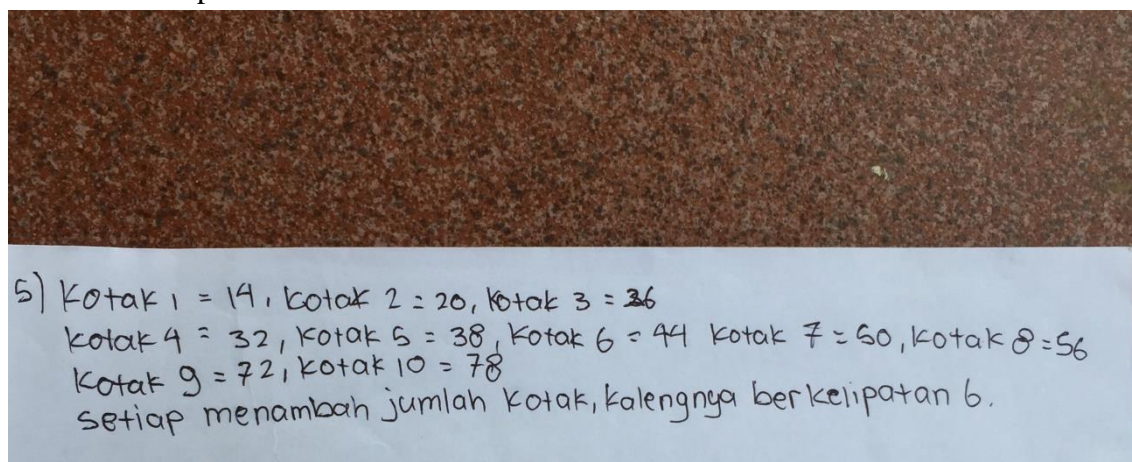 5) Kotak 1 = 14, Kotak 2 = 20, Kotak 3 = 26
Kotak 4 = 32, Kotak 5 = 38, Kotak 6 = 44 Kotak 7 = 50, Kotak 8 = 56
Kotak 9 = 72, Kotak 10 = 78
setiap menambah jumlah kotak, kalengnya berkelipatan 6.